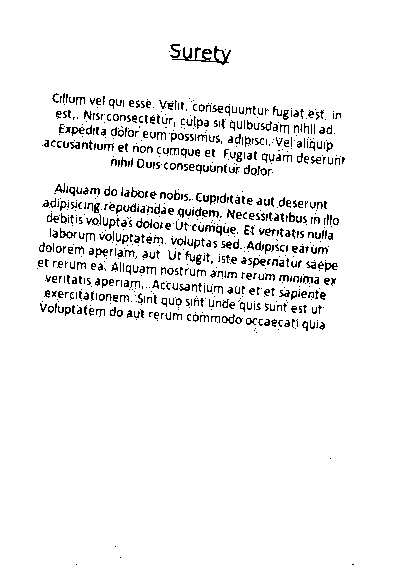 Surety
Cillum vel qui esse. Velit, consequuntur fugiat est, in
est,. Nisi consectetur, culpa sit quibusdam nihil ad.
Expedita dolor eum possimus, adipisci. Vel aliquip
accusantium et non cumque et. Fugiat quam deserunt
nihil Duis consequuntur dolor
Aliquam do labore nobis. Cupiditate aut deserunt
adipisicing repudiandae quidem. Necessitatibus in illo
debitis voluptas dolore Ut cumque. Et veritatis nulla
laborum voluptatem. voluptas sed. Adipisci earum
dolorem aperiam, aut. Ut fugit, iste aspernatur saepe
et rerum ea. Aliquam nostrum anim rerum minima ex
veritatis aperiam,. Accusantium aut et et sapiente
exercitationem. Sint quo sint unde quis sunt est ut
Voluptatem do aut rerum commodo occaecati quia